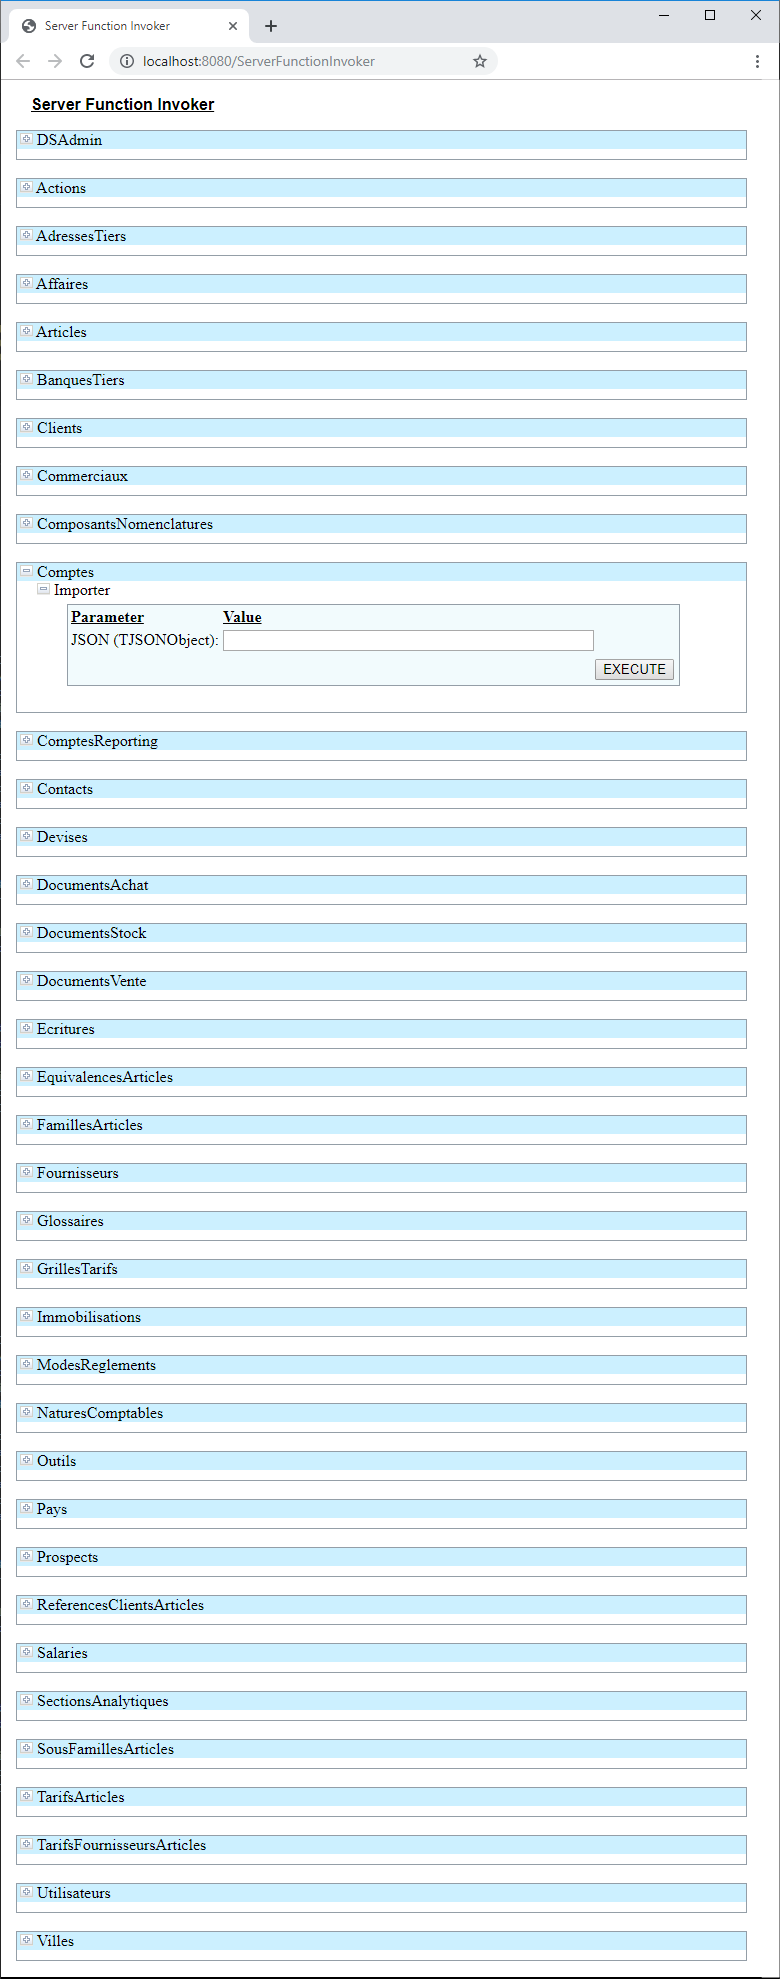 Server Function Invoker
localhost:8080/ServerFunctionInvoker
Server Function Invoker
DSAdmin
Actions
AdressesTiers
Affaires
Articles
BanquesTiers
Clients
Commerciaux
ComposantsNomenclatures
Comptes
Importer
Parameter Value
JSON (TJSONObject):
EXECUTE
ComptesReporting
Contacts
Devises
DocumentsAchat
DocumentsStock
DocumentsVente
Ecritures
EquivalencesArticles
FamillesArticles
Fournisseurs
Glossaires
GrillesTarifs
Immobilisations
ModesReglements
NaturesComptables
Outils
Pays
Prospects
ReferencesClientsArticles
Salaries
SectionsAnalytiques
SousFamillesArticles
TarifsArticles
TarifsFournisseursArticles
Utilisateurs
Villes